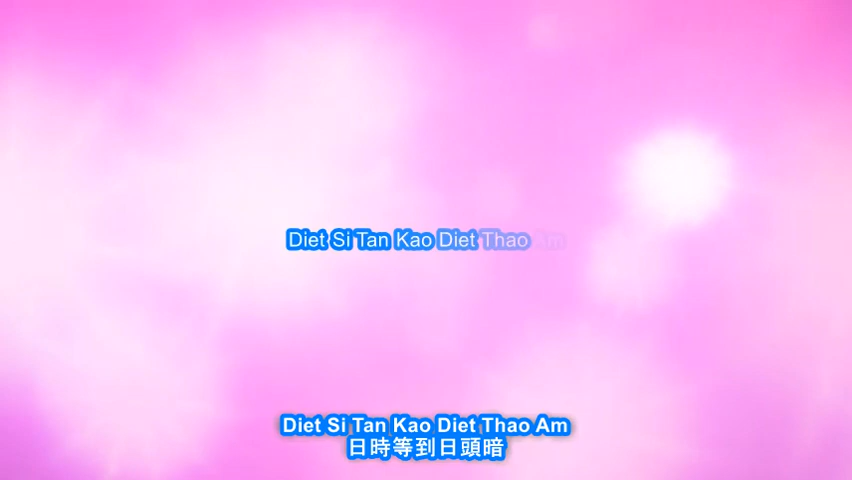 Diet Si Tan Kao Diet Thao Am
Diet Si Tan Kao Diet Thao Am
日時等到日頭暗